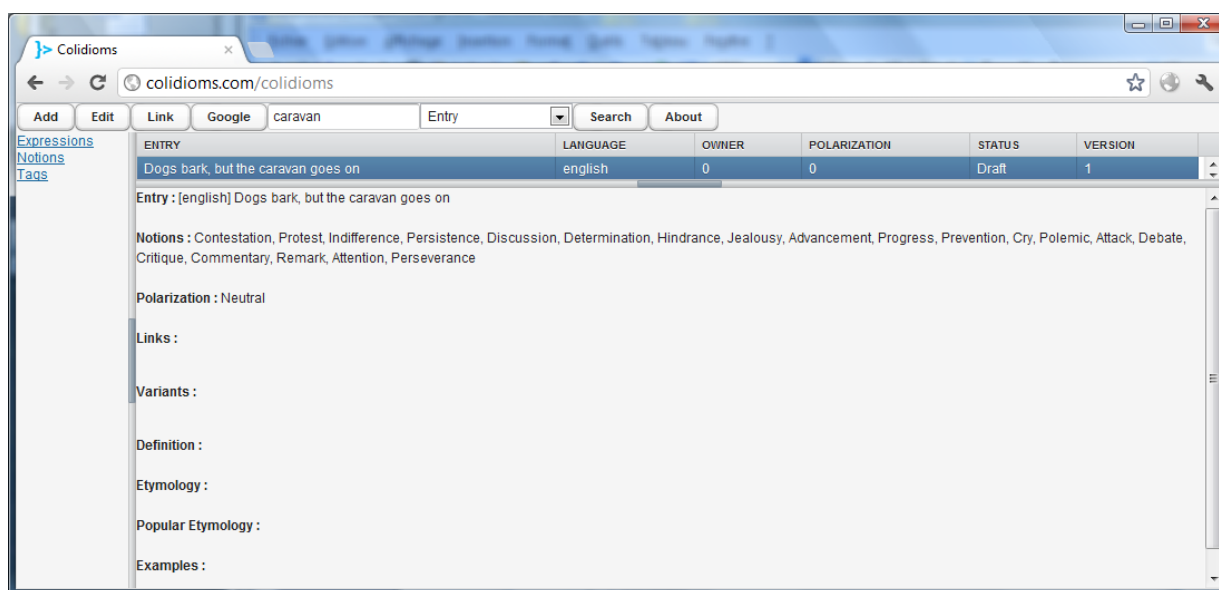 Colidioms
colidioms.com/colidioms
Add Edit Link Google caravan Entry Search About
Expressions
Notions
Tags
ENTRY LANGUAGE OWNER POLARIZATION STATUS VERSION
Dogs bark, but the caravan goes on english 0 0 Draft 1
Entry : [english] Dogs bark, but the caravan goes on
Notions : Contestation, Protest, Indifference, Persistence, Discussion, Determination, Hindrance, Jealousy, Advancement, Progress, Prevention, Cry, Polemic, Attack, Debate,
Critique, Commentary, Remark, Attention, Perseverance
Polarization : Neutral
Links :
Variants :
Definition :
Etymology :
Popular Etymology :
Examples :